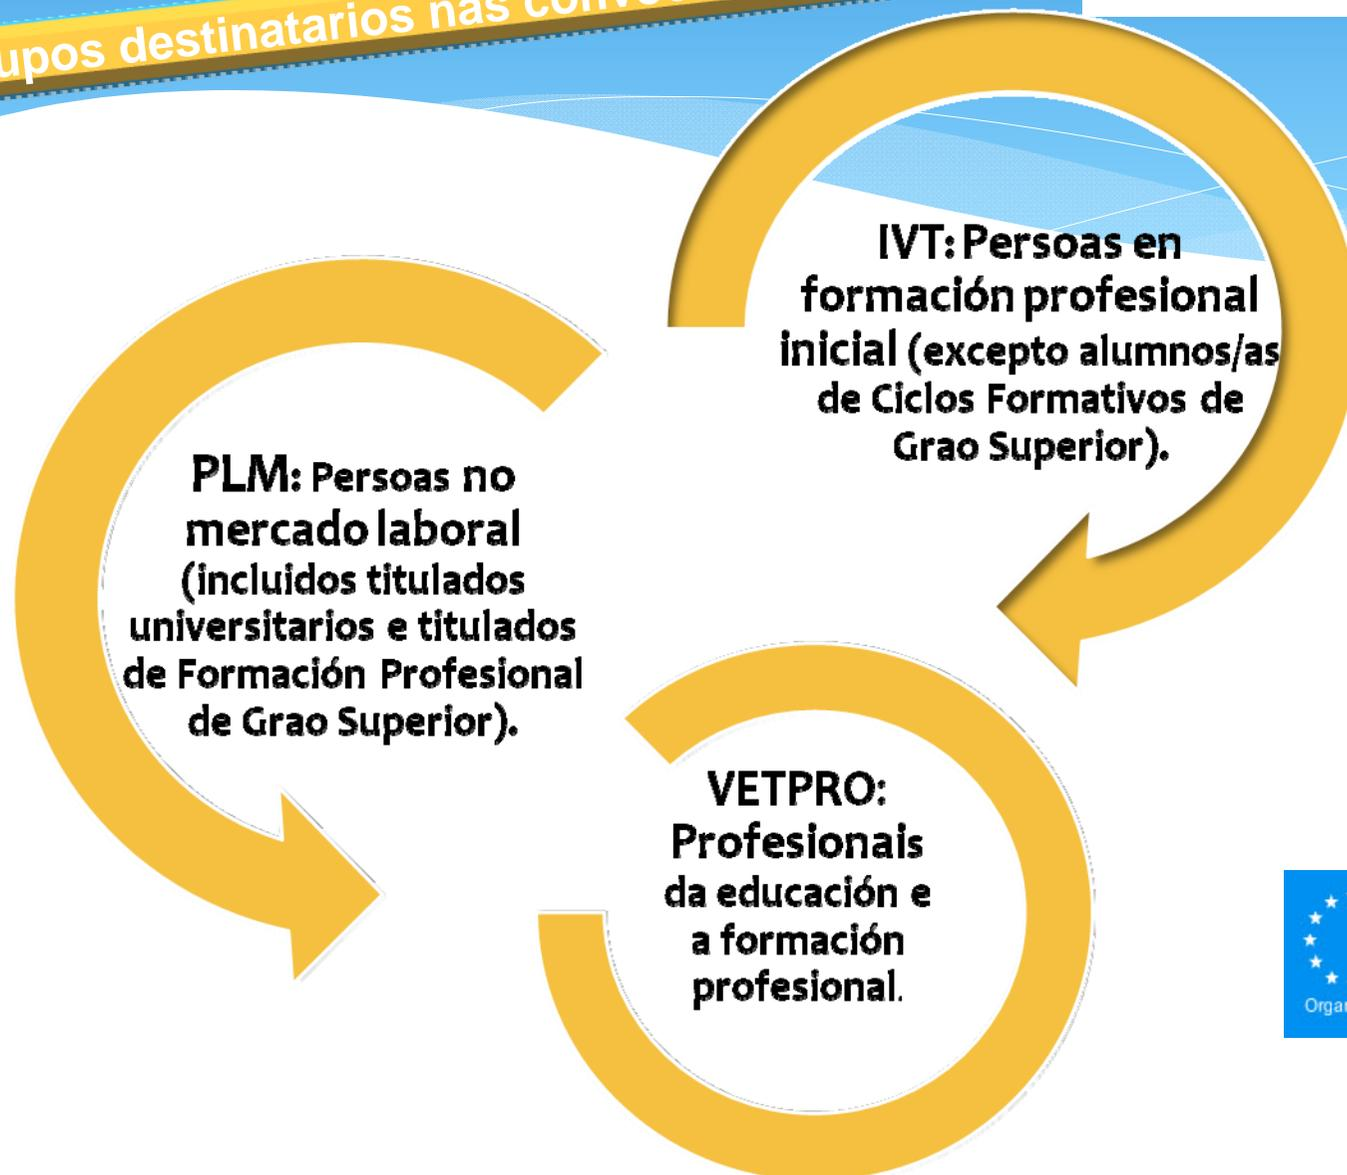 destinatarios nas
IVT: Persoas en
formación profesional
inicial (excepto alumnos/as
de Ciclos Formativos de
Grao Superior).
PLM: Persoas no
mercado laboral
(incluidos titulados
universitarios e titulados
de Formación Profesional
de Grao Superior).
VETPRO:
Profesionais
da educación e
a formación
profesional.